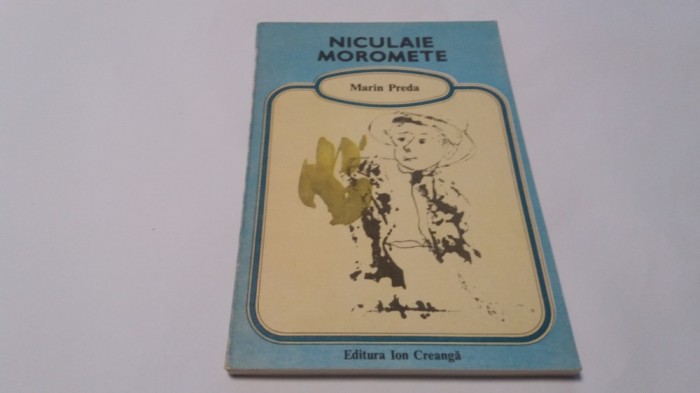 NICULAIE
MOROMETE
Marin Preda
Editura Ion Creangă